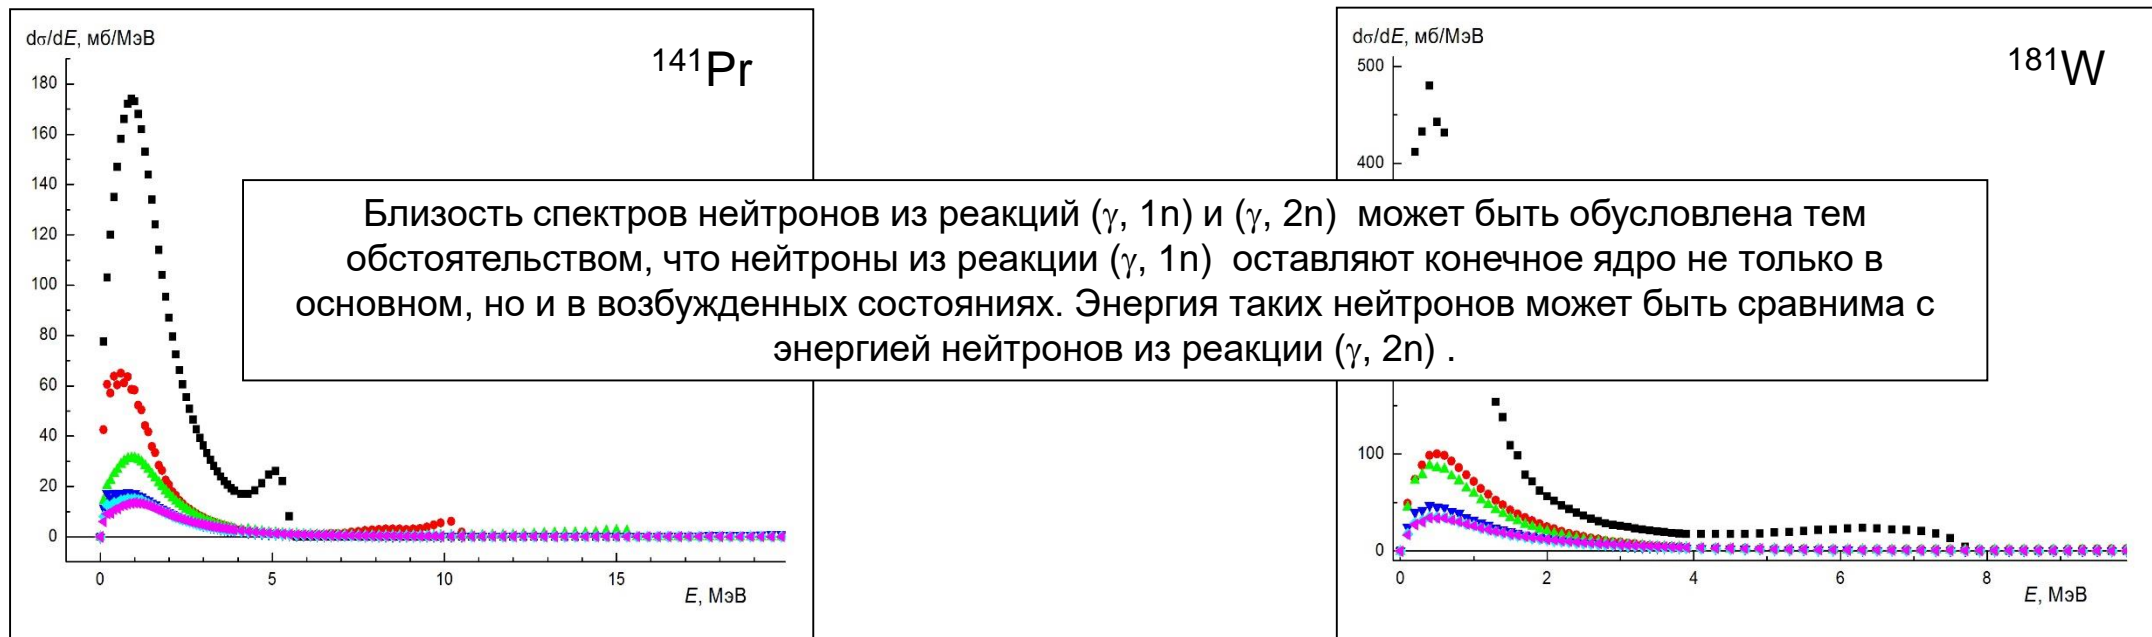 dσ/dE, мб/МэВ
141Pr
180
160
140
120
100
80
60
40
20
0
0 5 10 15
E, МэВ
dσ/dE, мб/МэВ
181W
500
400
100
0
0 2 4 6 8
E, МэВ
Близость спектров нейтронов из реакций (γ, 1n) и (γ, 2n) может быть обусловлена тем
обстоятельством, что нейтроны из реакции (γ, 1n) оставляют конечное ядро не только в
основном, но и в возбужденных состояниях. Энергия таких нейтронов может быть сравнима с
энергией нейтронов из реакции (γ, 2n) .